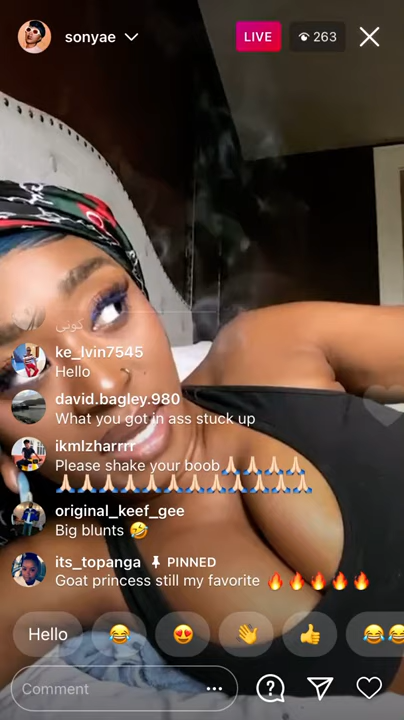 sonyae
LIVE
263
کونی
ke_lvin7545
Hello
david.bagley.980
What you got in ass stuck up
ikmlzharrrr
Please shake your boob🙏🏻🙏🏻🙏🏻🙏🏻
🙏🏻🙏🏻🙏🏻🙏🏻🙏🏻🙏🏻🙏🏻🙏🏻🙏🏻🙏🏻🙏🏻🙏🏻
original_keef_gee
Big blunts 🤣
its_topanga PINNED
Goat princess still my favorite 🔥🔥🔥🔥🔥
Hello 😂 😍 👋 👍 😂😂
Comment ...